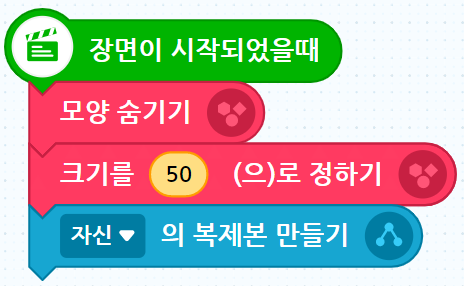 장면이 시작되었을때
모양 숨기기
크기를 50 (으)로 정하기
자신 의 복제본 만들기